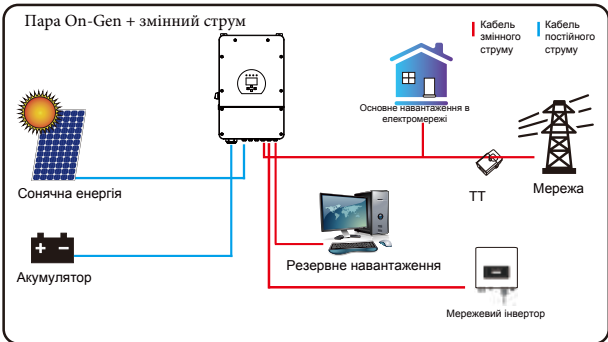 Пара On-Gen + змінний струм
Кабель
змінного
струму
Кабель
постійного
струму
Основне навантаження в
електромережі
Сонячна енергія
ТТ
Мережа
Акумулятор
Резервне навантаження
Мережевий інвертор